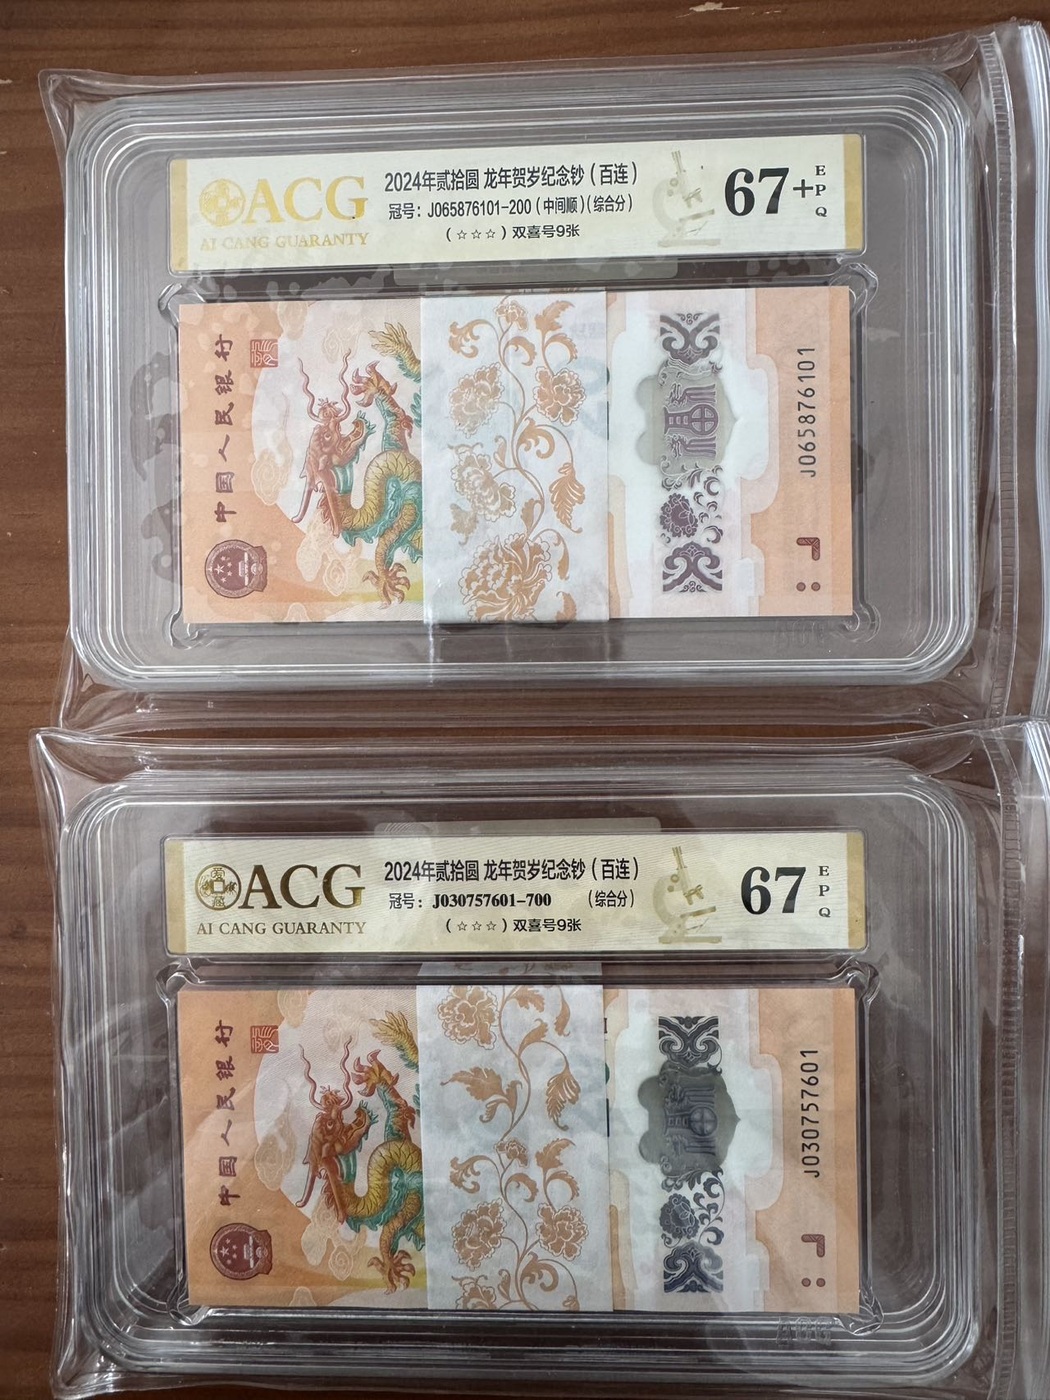 ACG
AI CANG GUARANTY
2024年贰拾圆 龙年贺岁纪念钞(百连)
冠号: J065876101-200(中间顺)(综合分)
(☆☆☆)双喜号9张
67+
EPQ
中国人民银行
J065876101
ACG
AI CANG GUARANTY
2024年贰拾圆 龙年贺岁纪念钞(百连)
冠号: J030757601-700 (综合分)
(☆☆☆)双喜号9张
67
EPQ
中国人民银行
J030757601